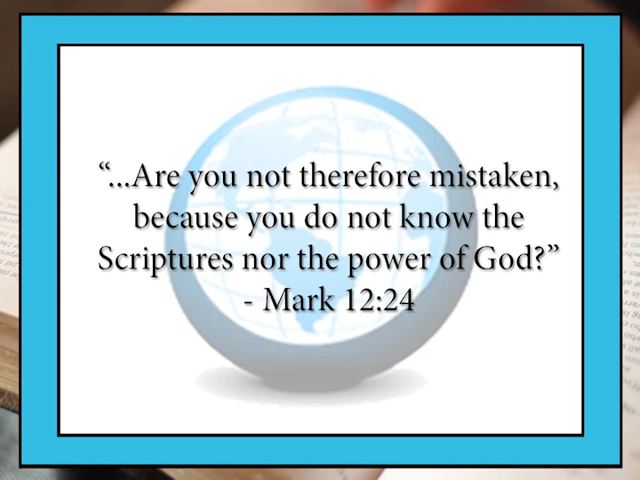 “...Are you not therefore mistaken,
because you do not know the
Scriptures nor the power of God?”
- Mark 12:24